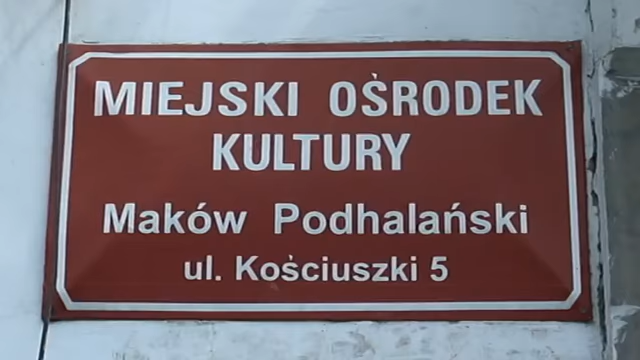 MIEJSKI OŚRODEK
KULTURY
Maków Podhalański
ul. Kościuszki 5